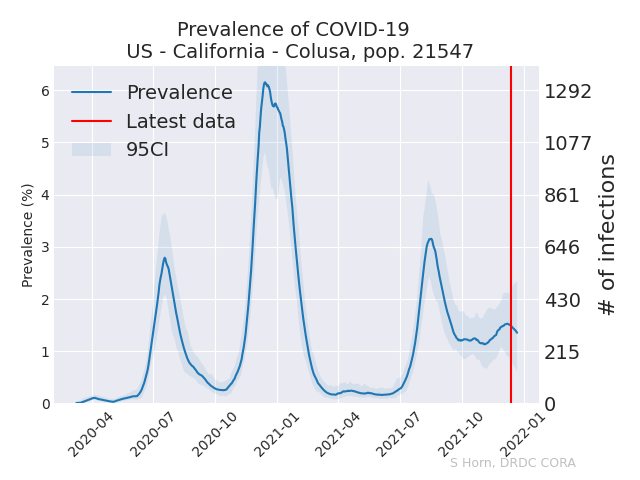 Prevalence of COVID-19
US - California - Colusa, pop. 21547
Prevalence
Latest data
95CI
Prevalence (%)
6
5
4
3
2
1
0
1292
1077
861
646
430
215
0
# of infections
2020-04
2020-07
2020-10
2021-01
2021-04
2021-07
2021-10
2022-01
S Horn, DRDC CORA